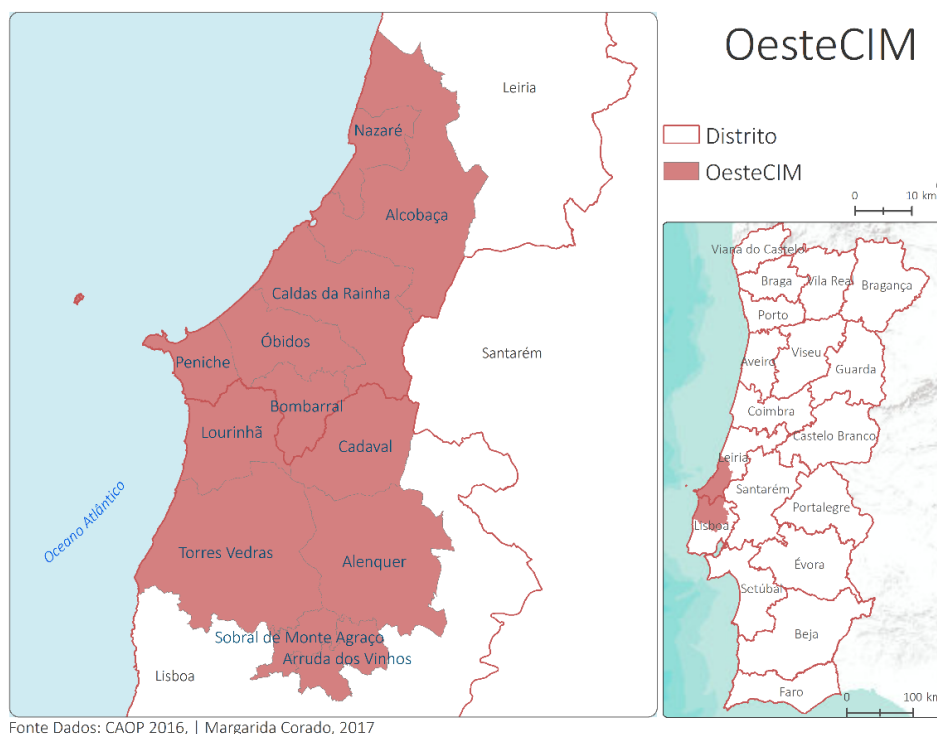 OesteCIM
Leiria
Nazaré
Alcobaça
Caldas da Rainha
Óbidos
Peniche
Santarém
Bombarral
Lourinhã
Cadaval
Oceano Atlântico
Torres Vedras
Alenquer
Sobral de Monte Agraço
Arruda dos Vinhos
Lisboa
Distrito
OesteCIM
0 10 km
Viana do Castelo
Braga
Vila Real
Bragança
Porto
Aveiro
Viseu
Guarda
Coimbra
Castelo Branco
Leiria
Santarém
Portalegre
Lisboa
Évora
Setúbal
Beja
Faro
0 100 km
Fonte Dados: CAOP 2016, | Margarida Corado, 2017